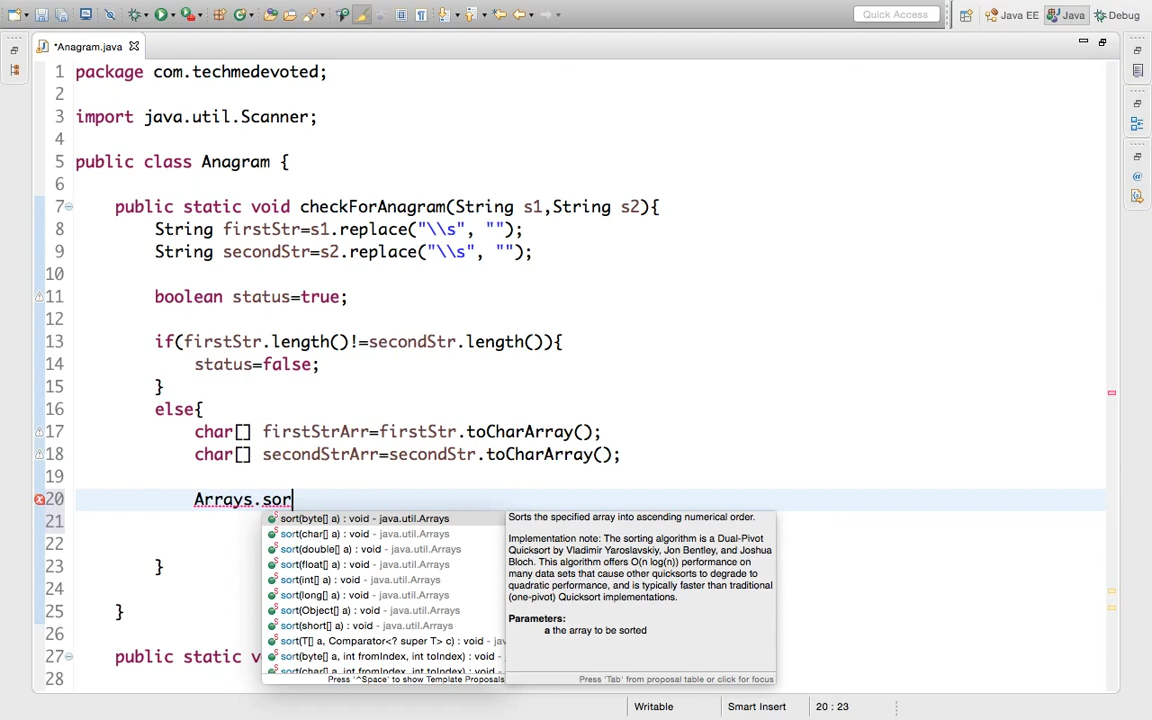 Quick Access
Java EE
Java
Debug
*Anagram.java
1 package com.techmedevoted;
2
3 import java.util.Scanner;
4
5 public class Anagram {
6
7 public static void checkForAnagram(String s1,String s2){
8 String firstStr=s1.replace("\\s", "");
9 String secondStr=s2.replace("\\s", "");
10
11 boolean status=true;
12
13 if(firstStr.length()!=secondStr.length()){
14 status=false;
15 }
16 else{
17 char[] firstStrArr=firstStr.toCharArray();
18 char[] secondStrArr=secondStr.toCharArray();
19
20 Arrays.sor
21
22
23 }
24
25 }
26
27 public static v
28
sort(byte[] a) : void - java.util.Arrays
sort(char[] a) : void - java.util.Arrays
sort(double[] a) : void - java.util.Arrays
sort(float[] a) : void - java.util.Arrays
sort(int[] a) : void - java.util.Arrays
sort(long[] a) : void - java.util.Arrays
sort(Object[] a) : void - java.util.Arrays
sort(short[] a) : void - java.util.Arrays
sort(T[] a, Comparator<? super T> c) : void - jav
sort(byte[] a, int fromIndex, int toIndex) : void - j
sort(char[] a, int fromIndex, int toIndex) : void - j
Press '^Space' to show Template Proposals
Sorts the specified array into ascending numerical order.
Implementation note: The sorting algorithm is a Dual-Pivot
Quicksort by Vladimir Yaroslavskiy, Jon Bentley, and Joshua
Bloch. This algorithm offers O(n log(n)) performance on
many data sets that cause other quicksorts to degrade to
quadratic performance, and is typically faster than traditional
(one-pivot) Quicksort implementations.
Parameters:
a the array to be sorted
Press 'Tab' from proposal table or click for focus
Writable
Smart Insert
20 : 23